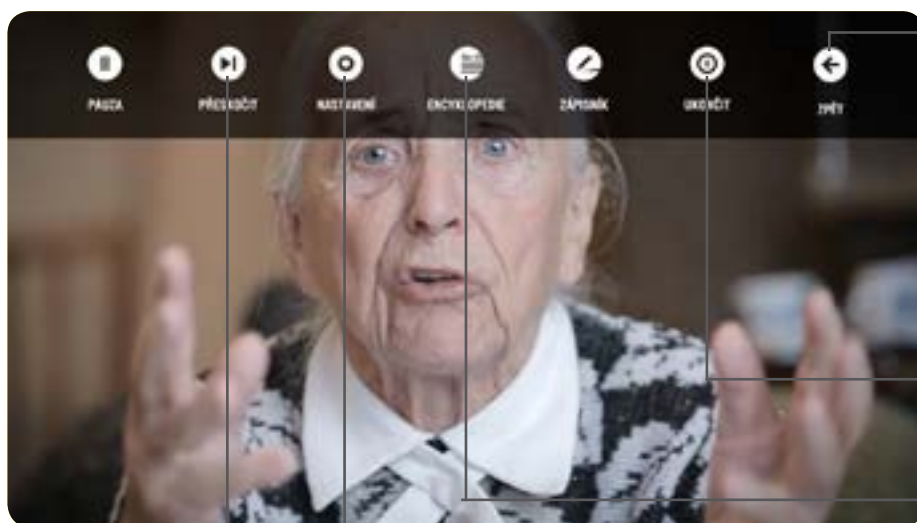 PAUZA
PŘESKOČIT
NASTAVENÍ
ENCYKLOPEDIE
ZÁPISNÍK
UKONČIT
ZPĚT